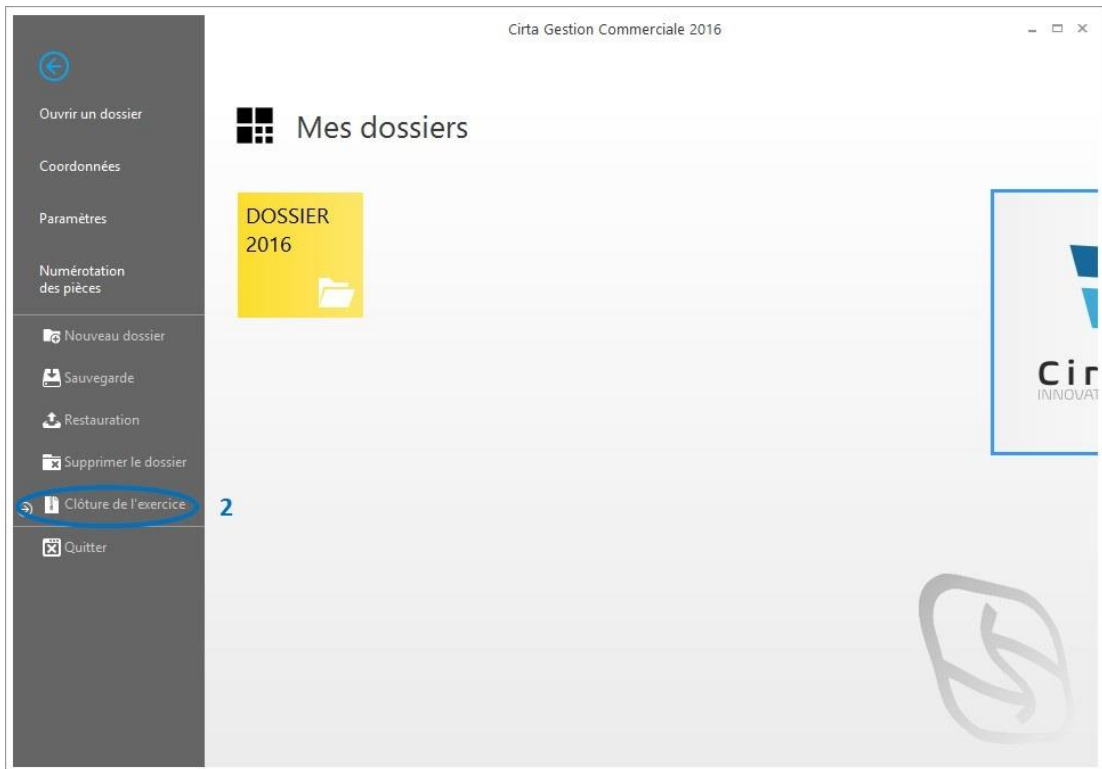 Cirta Gestion Commerciale 2016
Ouvrir un dossier
Coordonnées
Paramètres
Numérotation
des pièces
Nouveau dossier
Sauvegarde
Restauration
Supprimer le dossier
Clôture de l'exercice
2
Quitter
Mes dossiers
DOSSIER
2016
Cir
INNOVAT